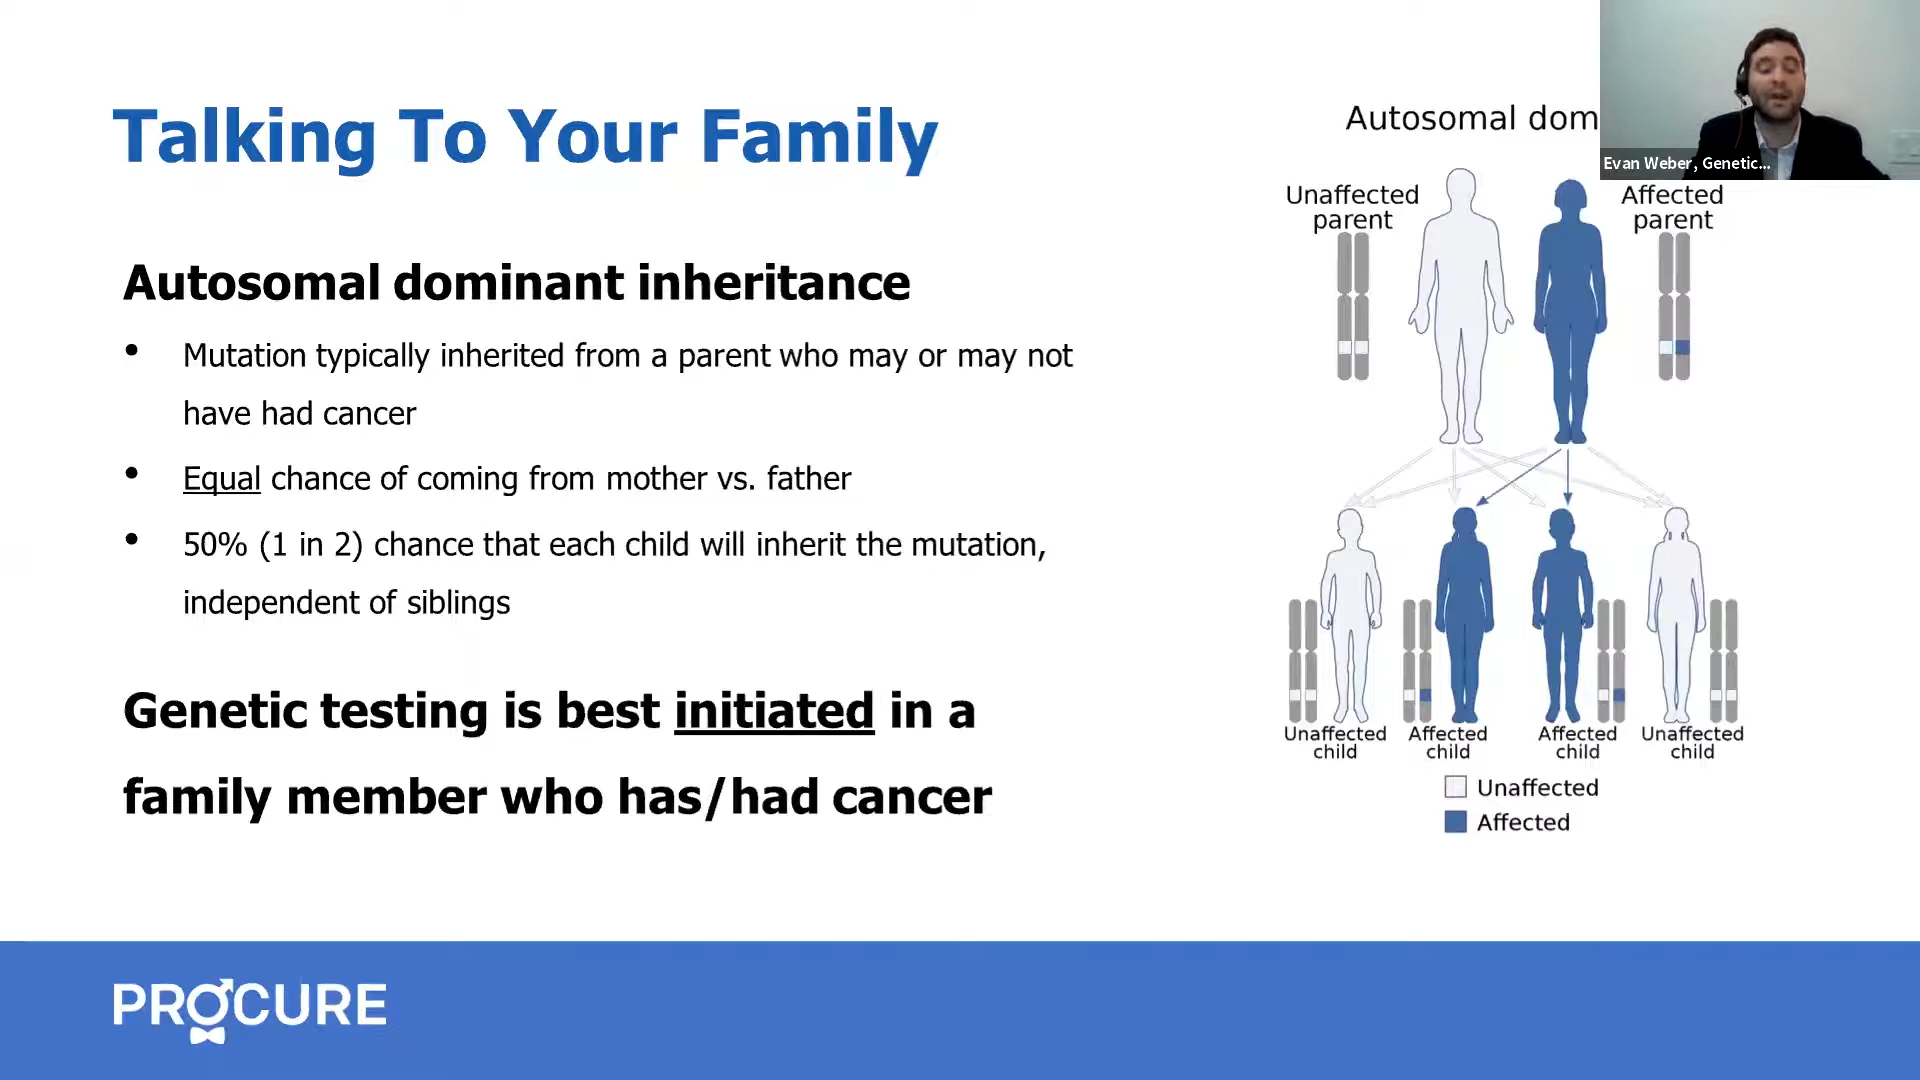 Talking To Your Family
Autosomal dominant inheritance
• Mutation typically inherited from a parent who may or may not
have had cancer
• Equal chance of coming from mother vs. father
• 50% (1 in 2) chance that each child will inherit the mutation,
independent of siblings
Genetic testing is best initiated in a
family member who has/had cancer
Autosomal dom
Evan Weber, Genetic...
Unaffected
parent
Affected
parent
Unaffected
child
Affected
child
Affected
child
Unaffected
child
Unaffected
Affected
PROCURE